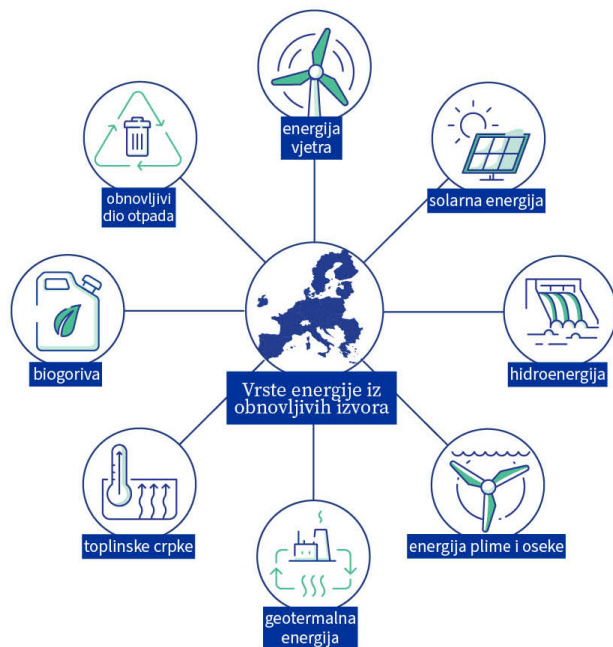 energija
vjetra
solarna energija
hidroenergija
energija plime i oseke
geotermalna
energija
toplinske crpke
biogoriva
obnovljivi
dio otpada
Vrste energije iz
obnovljivih izvora